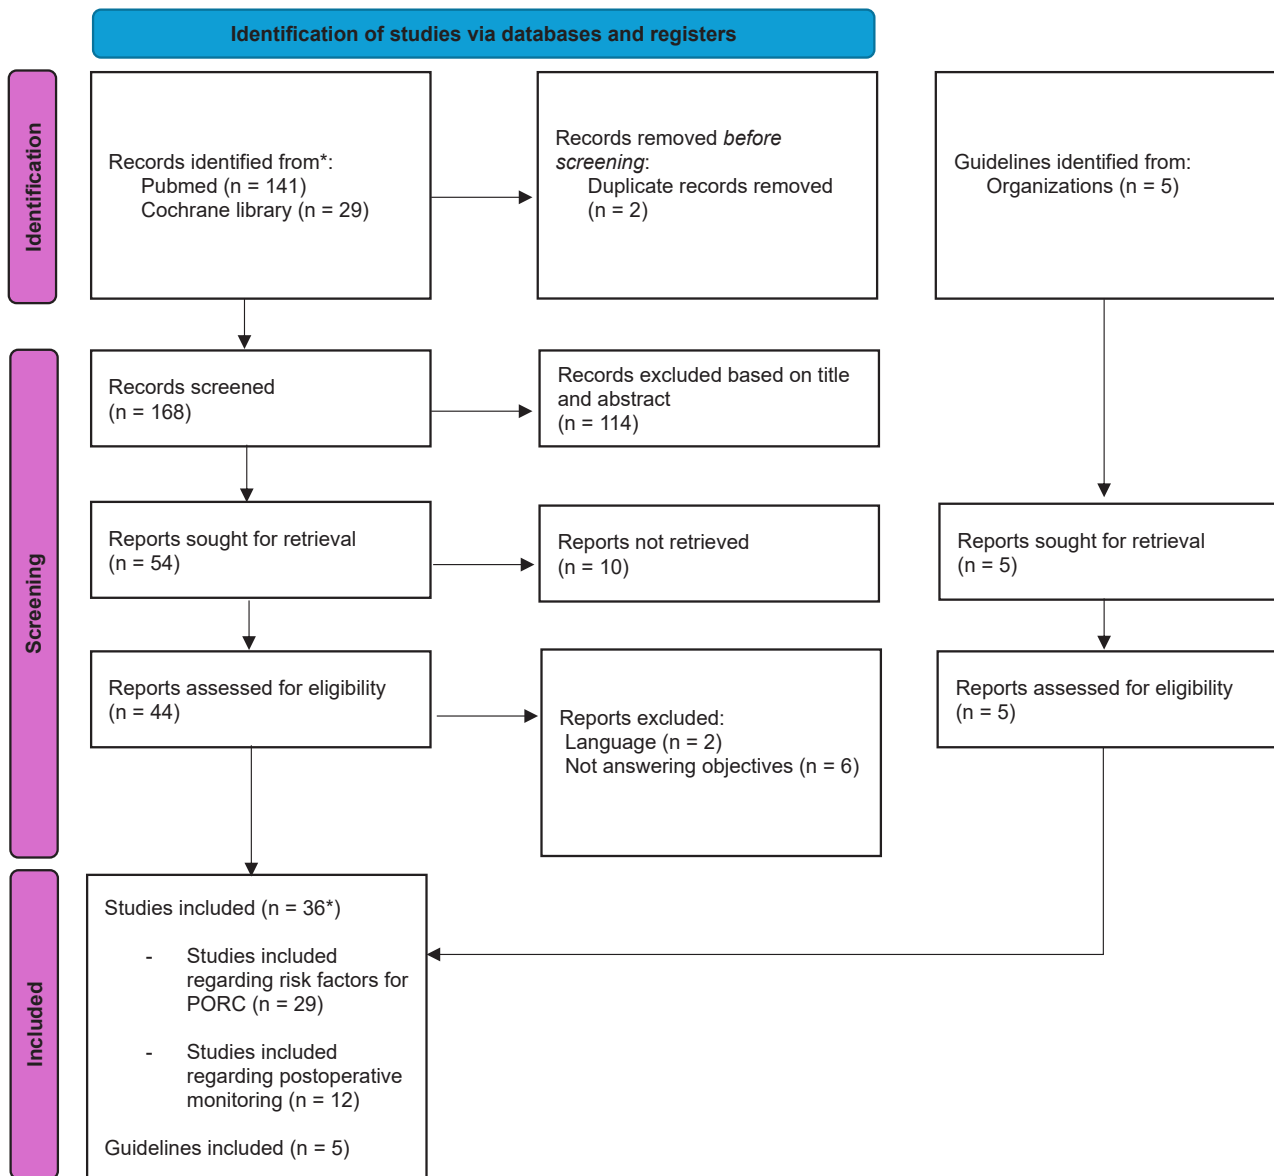 Identification of studies via databases and registers
Identification
Records identified from*:
Pubmed (n = 141)
Cochrane library (n = 29)
Records removed before
screening:
Duplicate records removed
(n = 2)
Guidelines identified from:
Organizations (n = 5)
Screening
Records screened
(n = 168)
Records excluded based on title
and abstract
(n = 114)
Reports sought for retrieval
(n = 54)
Reports not retrieved
(n = 10)
Reports sought for retrieval
(n = 5)
Reports assessed for eligibility
(n = 44)
Reports excluded:
Language (n = 2)
Not answering objectives (n = 6)
Reports assessed for eligibility
(n = 5)
Included
Studies included (n = 36*)
- Studies included
regarding risk factors for
PORC (n = 29)
- Studies included
regarding postoperative
monitoring (n = 12)
Guidelines included (n = 5)